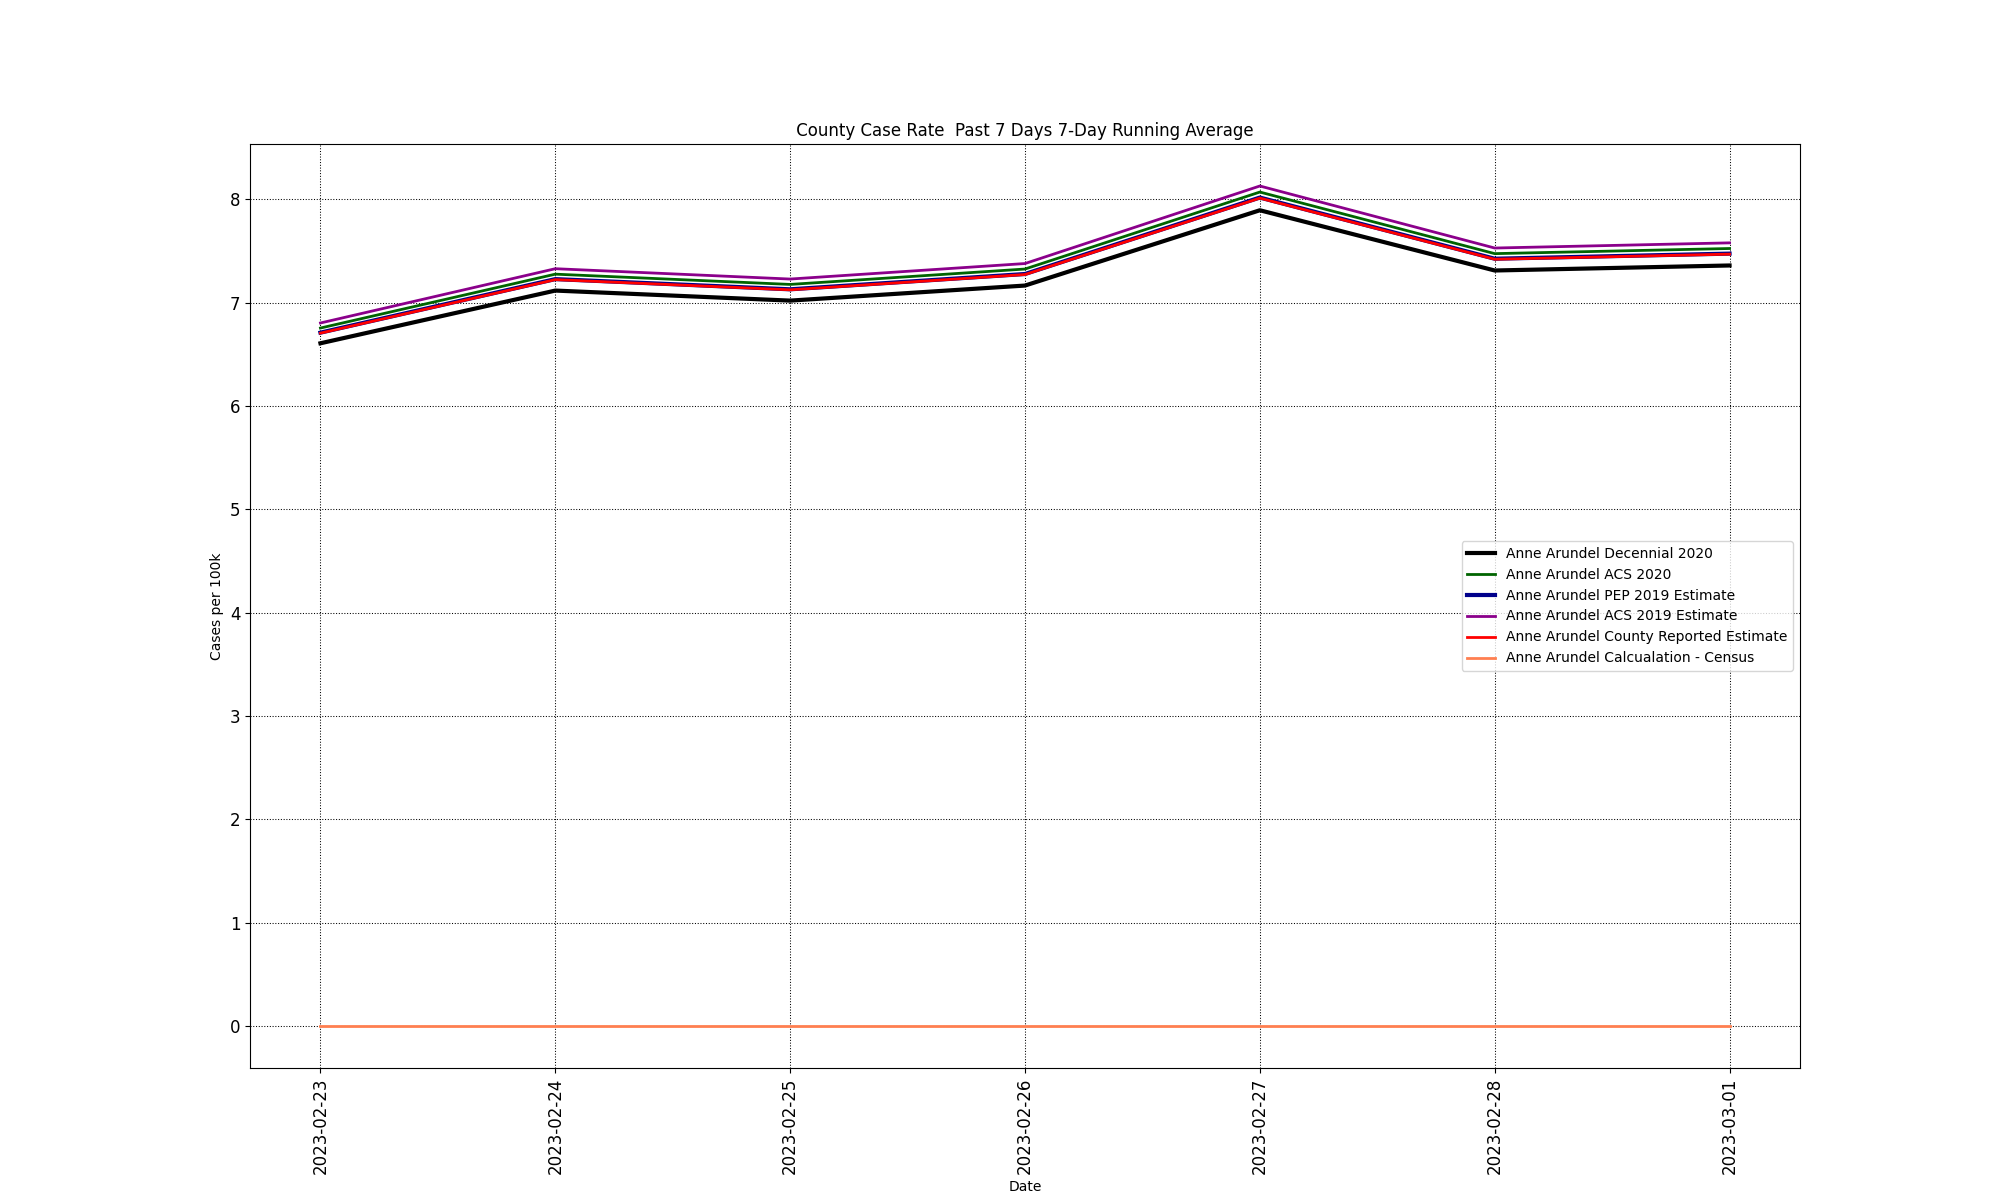 County Case Rate  Past 7 Days 7-Day Running Average
Cases per 100k
8
7
6
5
4
3
2
1
0
Anne Arundel Decennial 2020
Anne Arundel ACS 2020
Anne Arundel PEP 2019 Estimate
Anne Arundel ACS 2019 Estimate
Anne Arundel County Reported Estimate
Anne Arundel Calcualation - Census
2023-02-23
2023-02-24
2023-02-25
2023-02-26
2023-02-27
2023-02-28
2023-03-01
Date